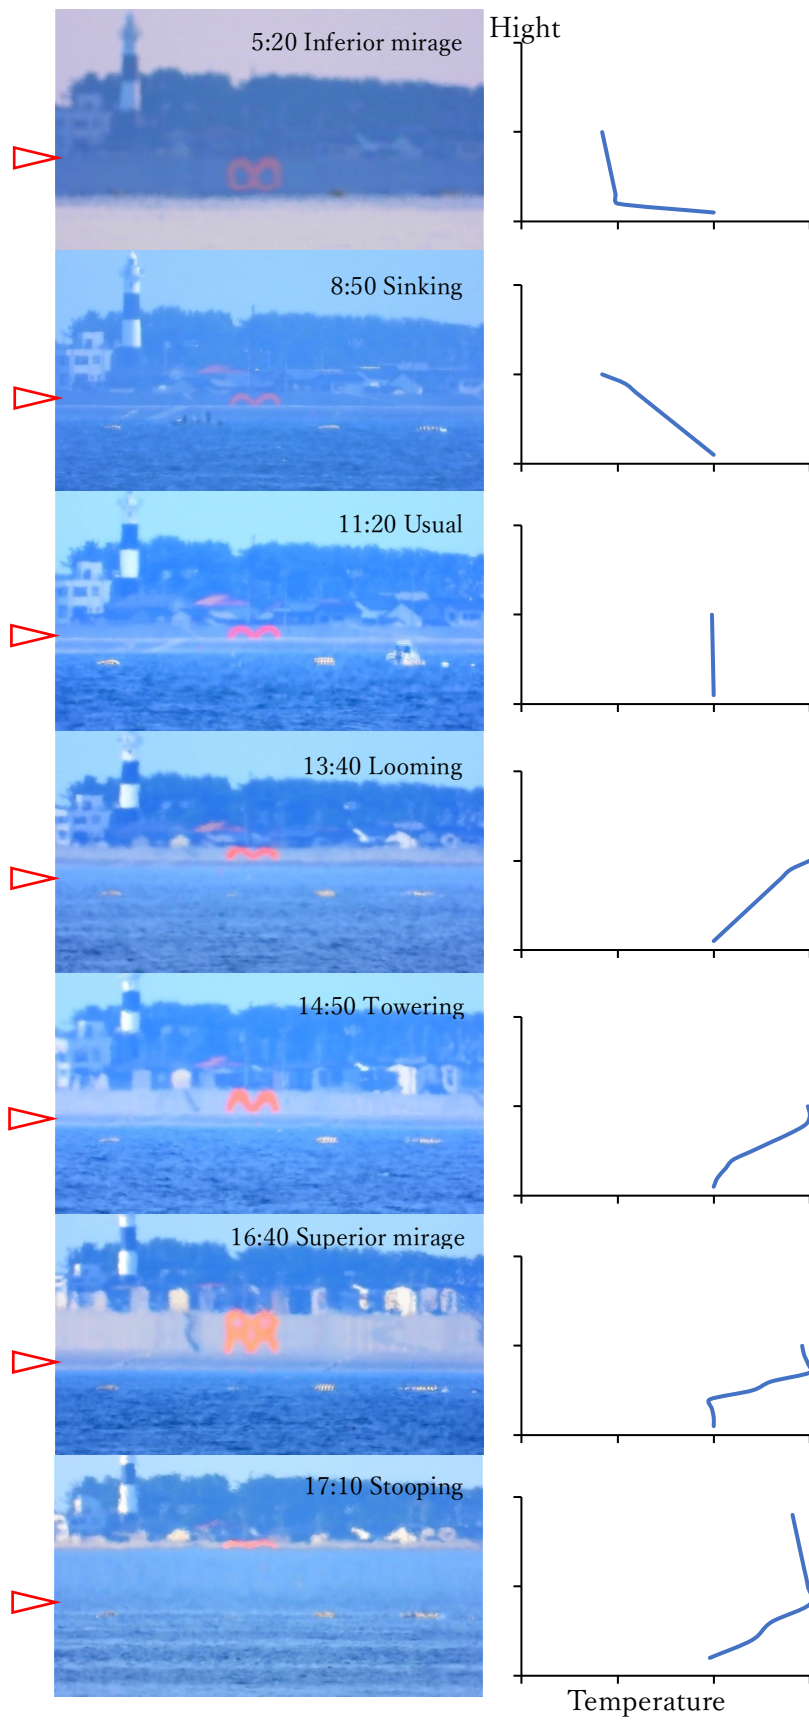 Hight
5:20 Inferior mirage
8:50 Sinking
11:20 Usual
13:40 Looming
14:50 Towering
16:40 Superior mirage
17:10 Stooping
Temperature